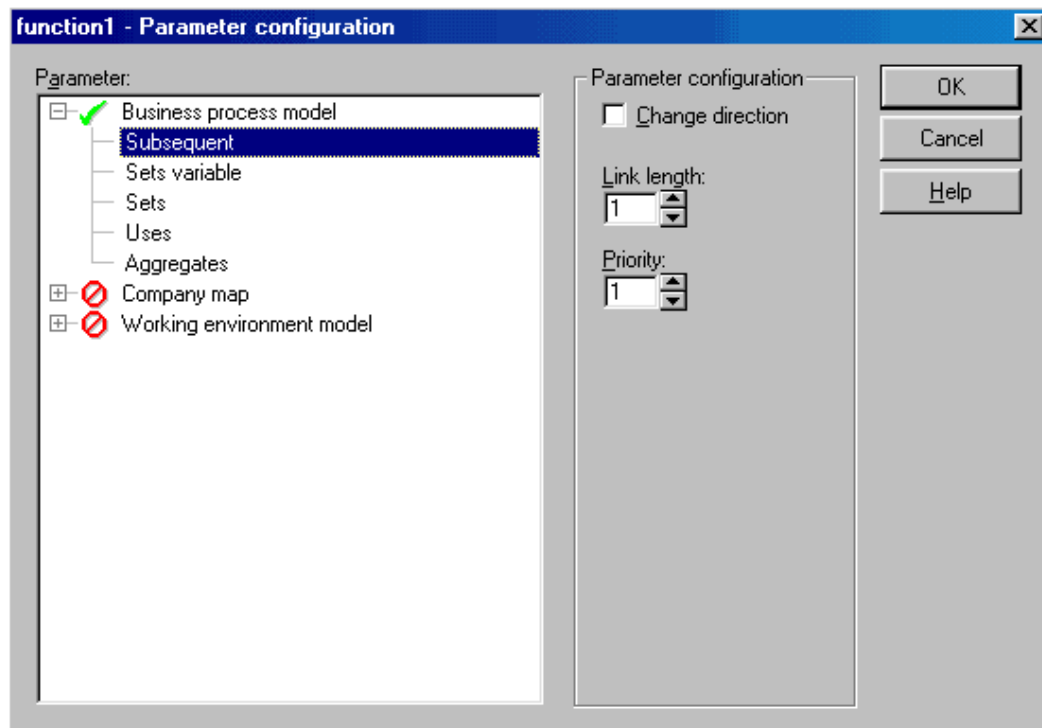 function1 - Parameter configuration
Parameter:
Business process model
Subsequent
Sets variable
Sets
Uses
Aggregates
Company map
Working environment model
Parameter configuration
Change direction
Link length:
1
Priority:
1
OK
Cancel
Help